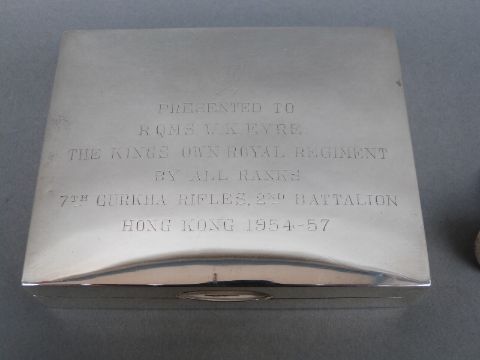 PRESENTED TO
RQMS V.K. EYRE
THE KINGS OWN ROYAL REGIMENT
BY ALL RANKS
7TH GURKHA RIFLES, 2ND BATTALION
HONG KONG 1954-57